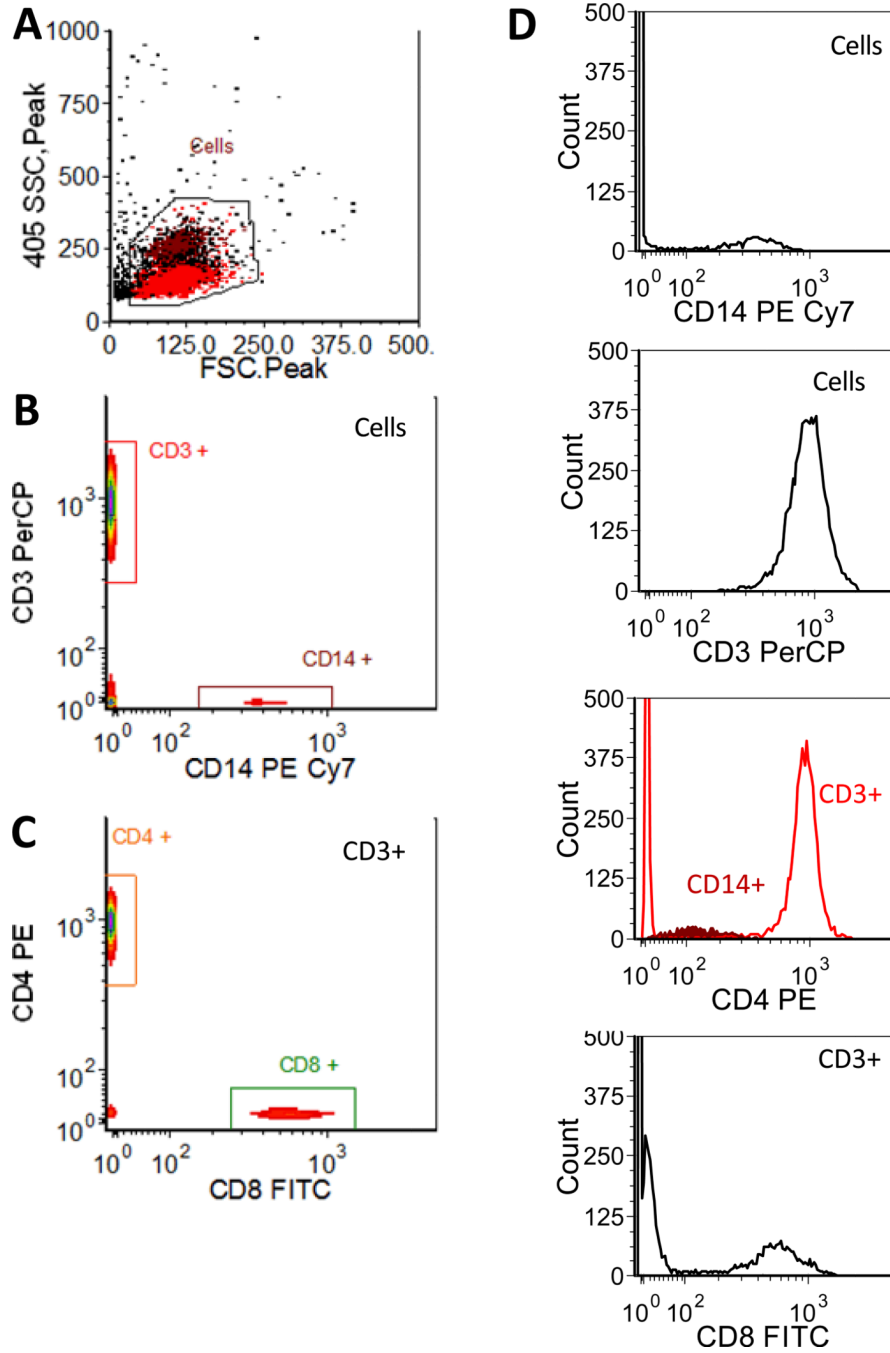 A
1000
750
500
250
0
405 SSC,Peak
Cells
0 125.0 250.0 375.0 500.
FSC.Peak
B
Cells
CD3 +
CD14 +
CD3 PerCP
10³
10²
10⁰
10⁰ 10² 10³
CD14 PE Cy7
C
CD4 +
CD3+
CD8 +
CD4 PE
10³
10²
10⁰
10⁰ 10² 10³
CD8 FITC
D
Cells
Count
500
375
250
125
0
10⁰ 10² 10³
CD14 PE Cy7
Cells
Count
500
375
250
125
0
10⁰ 10² 10³
CD3 PerCP
CD3+
CD14+
Count
500
375
250
125
0
10⁰ 10² 10³
CD4 PE
CD3+
Count
500
375
250
125
0
10⁰ 10² 10³
CD8 FITC